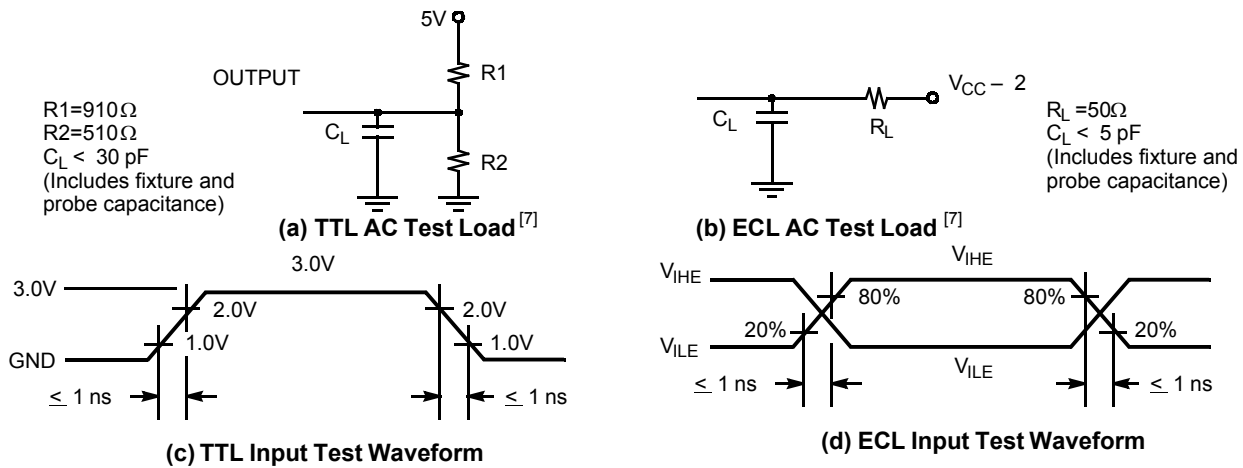 5V
OUTPUT
R1
R1=910Ω
R2=510Ω
C_L < 30 pF
(Includes fixture and
probe capacitance)
C_L
R2
(a) TTL AC Test Load [7]
V_CC – 2
C_L
R_L
R_L=50Ω
C_L < 5 pF
(Includes fixture and
probe capacitance)
(b) ECL AC Test Load [7]
3.0V
3.0V
2.0V
2.0V
1.0V
1.0V
GND
≤ 1 ns
≤ 1 ns
(c) TTL Input Test Waveform
V_IHE
V_IHE
80%
80%
20%
20%
V_ILE
V_ILE
≤ 1 ns
≤ 1 ns
(d) ECL Input Test Waveform